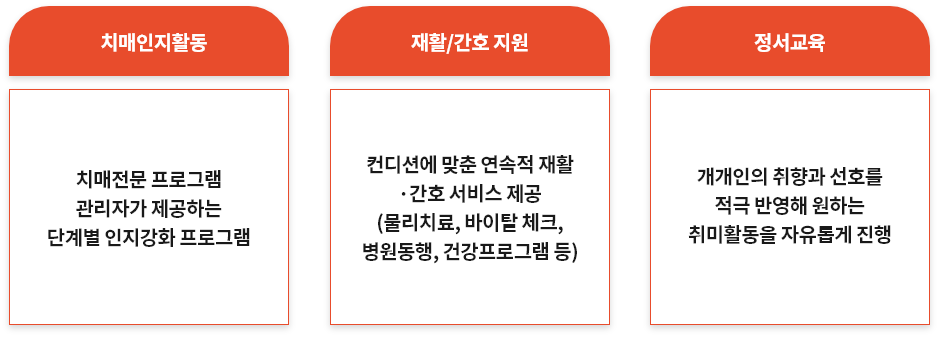 치매인지활동
치매전문 프로그램
관리자가 제공하는
단계별 인지강화 프로그램
재활/간호 지원
컨디션에 맞춘 연속적 재활
·간호 서비스 제공
(물리치료, 바이탈 체크,
병원동행, 건강프로그램 등)
정서교육
개개인의 취향과 선호를
적극 반영해 원하는
취미활동을 자유롭게 진행